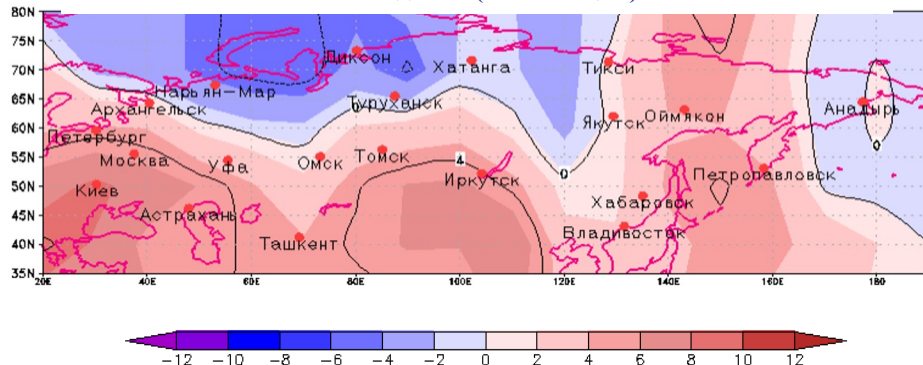 80N
75N
70N
65N
60N
55N
50N
45N
40N
35N
Диксон
Хатанга
Тикси
Нарьян-Мар
Архангельск
Туруханск
0
Оймякон
Анадырь
Якутск
Петербург
0
Москва
Уфа
Омск
Томск
4
0
Петропавловск
Киев
Иркутск
Хабаровск
Астрахань
Владивосток
Ташкент
20E 40E 60E 80E 100E 120E 140E 160E 180
-12 -10 -8 -6 -4 -2 0 2 4 6 8 10 12